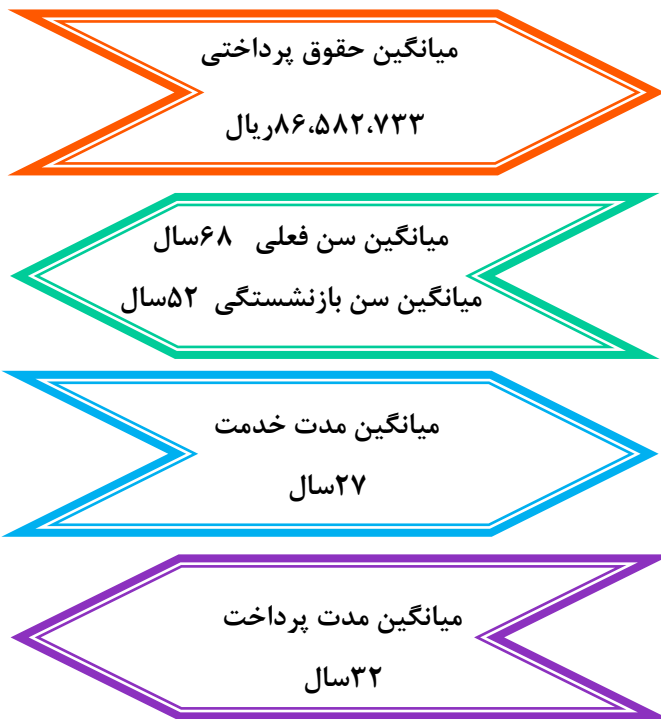 میانگین حقوق پرداختی
۸۶،۵۸۲،۷۳۳ریال
میانگین سن فعلی ۶۸سال
میانگین سن بازنشستگی ۵۲سال
میانگین مدت خدمت
۲۷سال
میانگین مدت پرداخت
۳۲سال